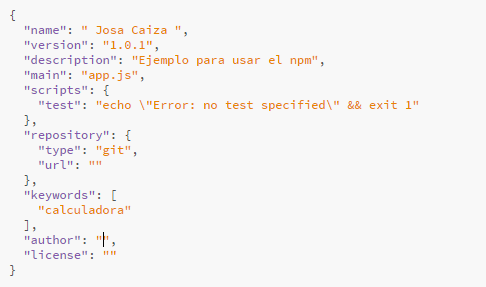 {
  "name": " Josa Caiza ",
  "version": "1.0.1",
  "description": "Ejemplo para usar el npm",
  "main": "app.js",
  "scripts": {
    "test": "echo \"Error: no test specified\" && exit 1"
  },
  "repository": {
    "type": "git",
    "url": ""
  },
  "keywords": [
    "calculadora"
  ],
  "author": "",
  "license": ""
}